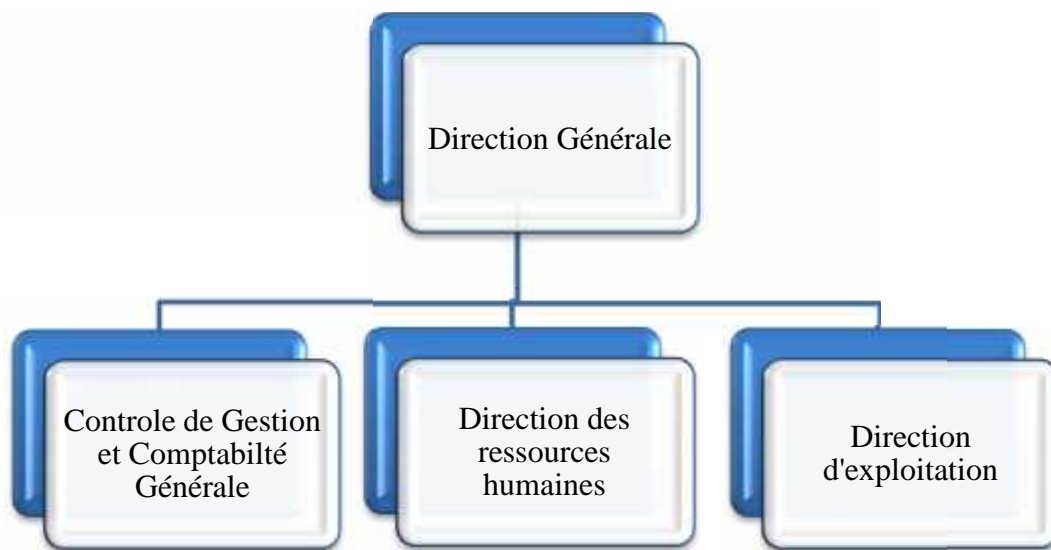 Direction Générale
Controle de Gestion
et Comptabilté
Générale
Direction des
ressources
humaines
Direction
d'exploitation